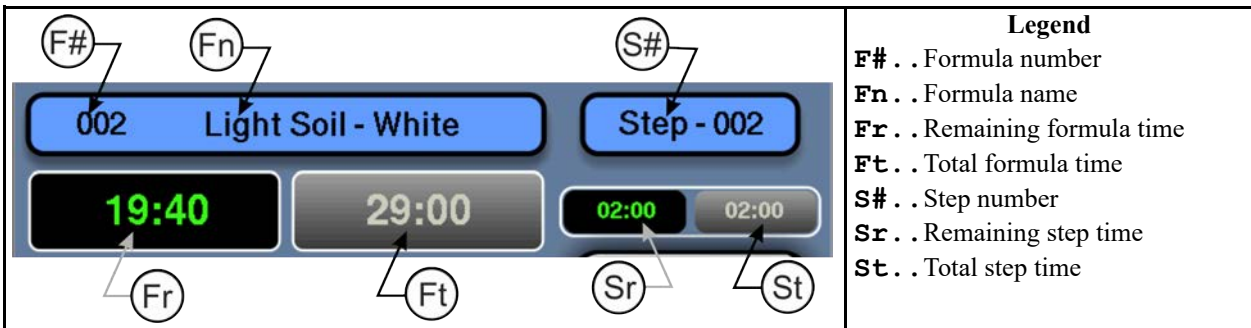 F# Fn S#
002 Light Soil - White Step - 002
19:40 29:00 02:00 02:00
Fr Ft Sr St
Legend
F#..Formula number
Fn..Formula name
Fr..Remaining formula time
Ft..Total formula time
S#..Step number
Sr..Remaining step time
St..Total step time